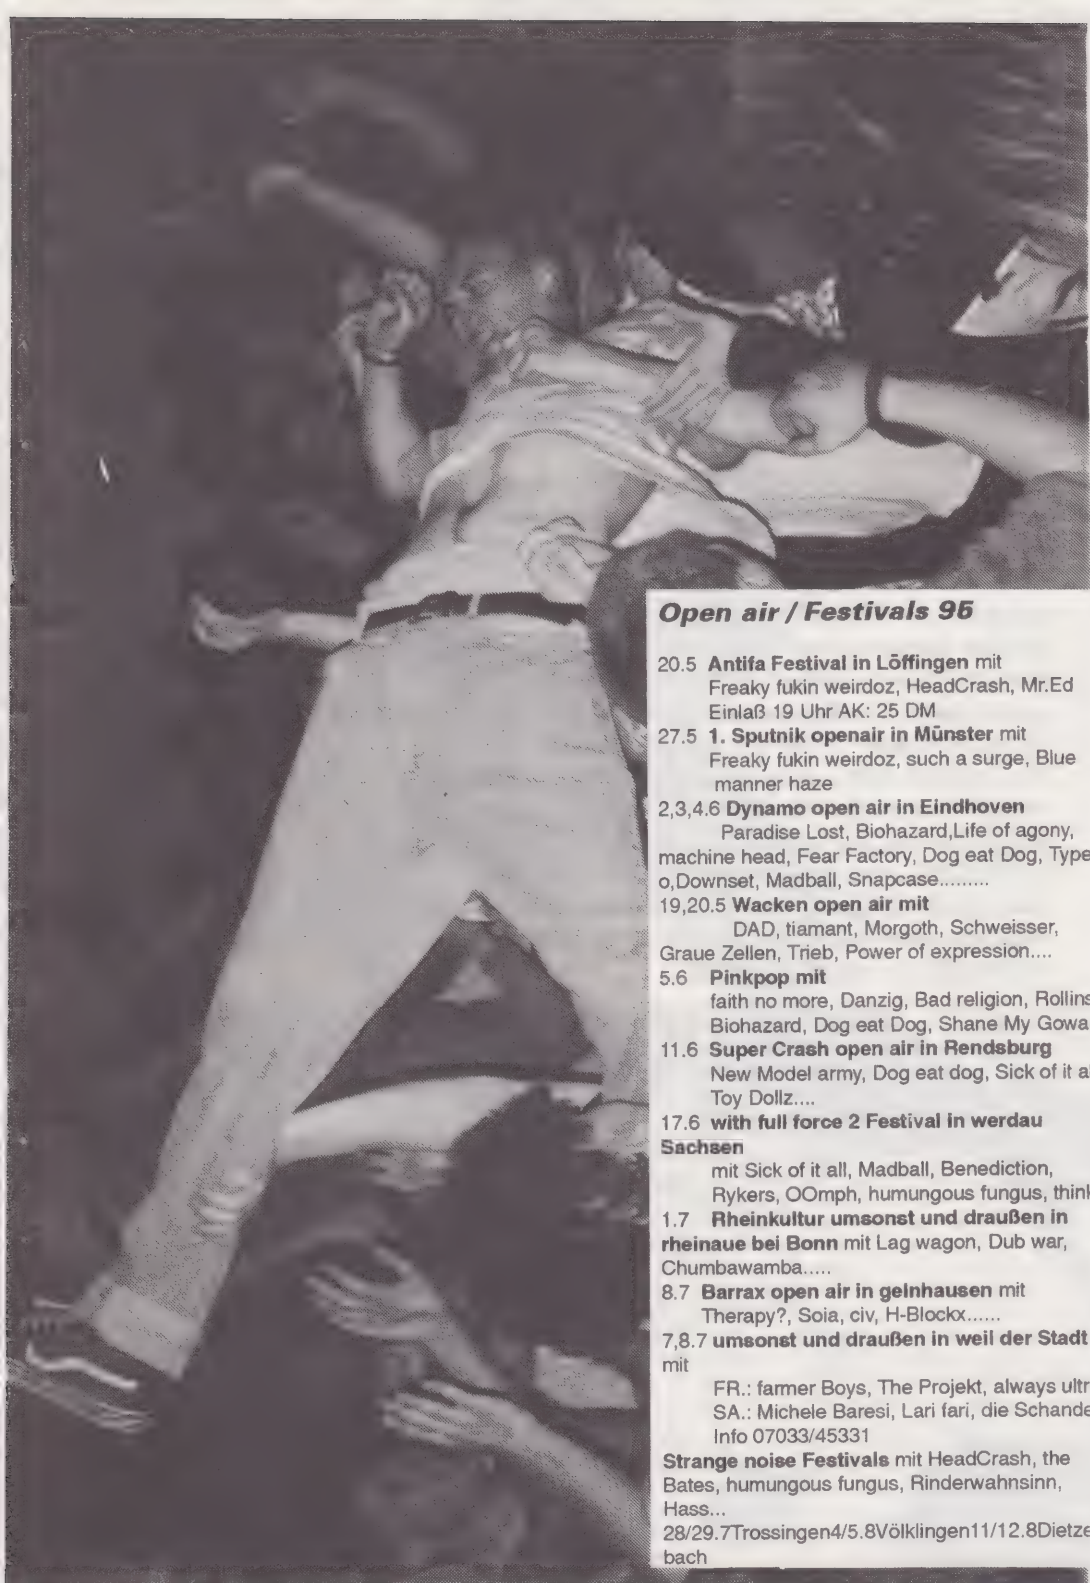 Open air / Festivals 95
20.5 Antifa Festival in Löffingen mit
Freaky fukin weirdoz, HeadCrash, Mr.Ed
Einlaß 19 Uhr AK: 25 DM
27.5 1. Sputnik openair in Münster mit
Freaky fukin weirdoz, such a surge, Blue
manner haze
2,3,4.6 Dynamo open air in Eindhoven
Paradise Lost, Biohazard,Life of agony,
machine head, Fear Factory, Dog eat Dog, Type
o,Downset, Madball, Snapcase.........
19,20.5 Wacken open air mit
DAD, tiamant, Morgoth, Schweisser,
Graue Zellen, Trieb, Power of expression....
5.6 Pinkpop mit
faith no more, Danzig, Bad religion, Rollins
Biohazard, Dog eat Dog, Shane My Gowa
11.6 Super Crash open air in Rendsburg
New Model army, Dog eat dog, Sick of it a
Toy Dollz....
17.6 with full force 2 Festival in werdau
Sachsen
mit Sick of it all, Madball, Benediction,
Rykers, OOmph, humungous fungus, think
1.7 Rheinkultur umsonst und draußen in
rheinaue bei Bonn mit Lag wagon, Dub war,
Chumbawamba.....
8.7 Barrax open air in gelnhausen mit
Therapy?, Soia, civ, H-Blockx......
7,8.7 umsonst und draußen in weil der Stadt
mit
FR.: farmer Boys, The Projekt, always ultr
SA.: Michele Baresi, Lari fari, die Schande
Info 07033/45331
Strange noise Festivals mit HeadCrash, the
Bates, humungous fungus, Rinderwahnsinn,
Hass...
28/29.7Trossingen4/5.8Völklingen11/12.8Dietze
bach